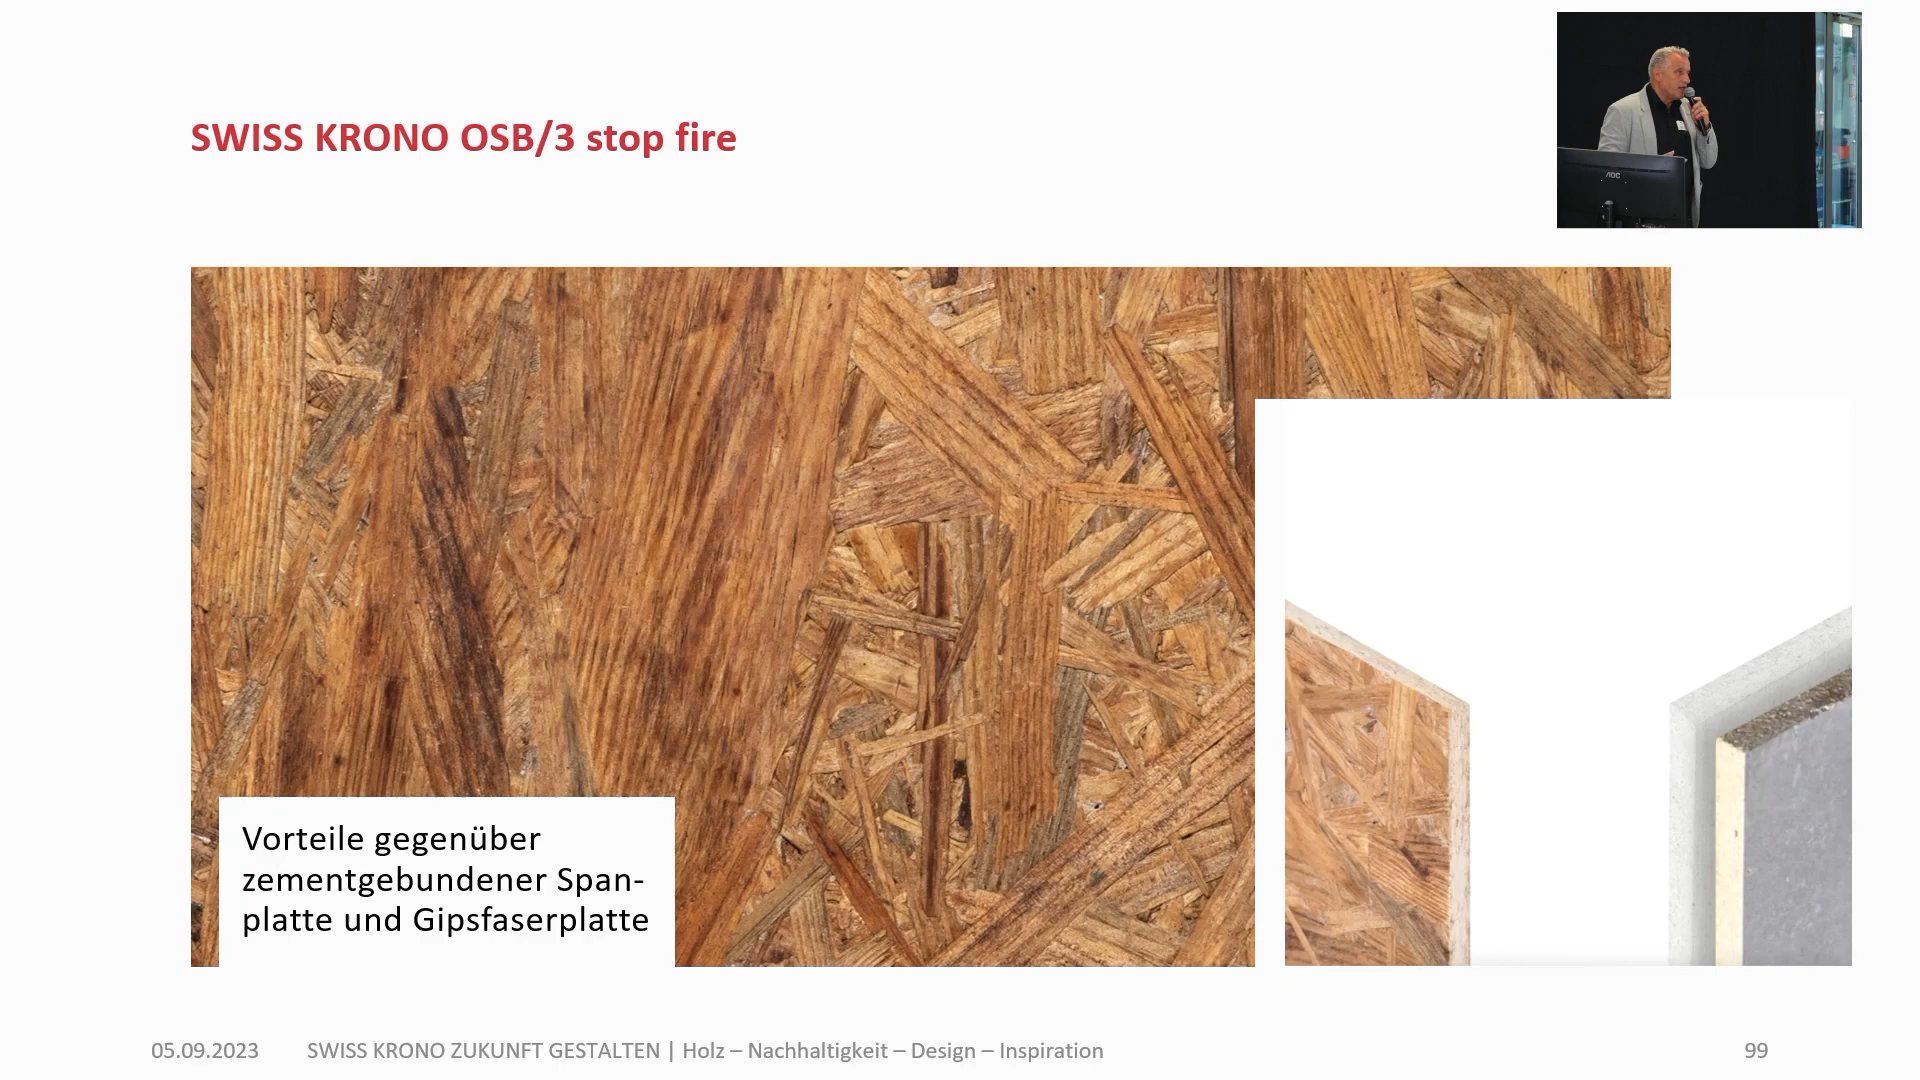 SWISS KRONO OSB/3 stop fire
AOC
Vorteile gegenüber
zementgebundener Span-
platte und Gipsfaserplatte
05.09.2023 SWISS KRONO ZUKUNFT GESTALTEN | Holz – Nachhaltigkeit – Design – Inspiration 99